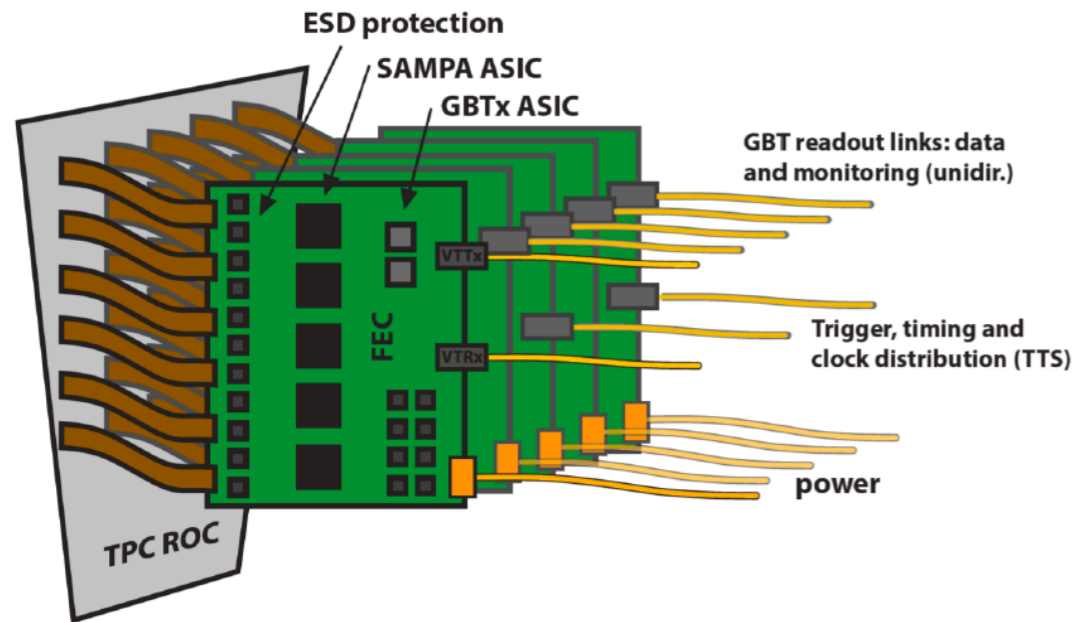 ESD protection
SAMPA ASIC
GBTx ASIC
GBT readout links: data
and monitoring (unidir.)
VTTx
Trigger, timing and
clock distribution (TTS)
FEC
VTRx
power
TPC ROC